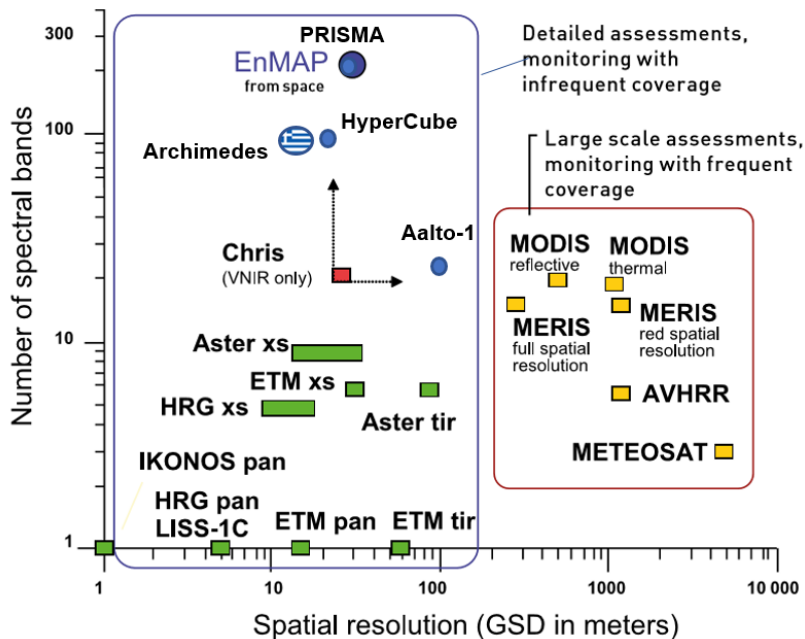 300
200
100
10
1
Number of spectral bands
PRISMA
EnMAP
from space
HyperCube
Archimedes
Aalto-1
Chris
(VNIR only)
Aster xs
ETM xs
HRG xs
Aster tir
IKONOS pan
HRG pan
LISS-1C
ETM pan
ETM tir
Detailed assessments,
monitoring with
infrequent coverage
Large scale assessments,
monitoring with frequent
coverage
MODIS
reflective
MODIS
thermal
MERIS
full spatial
resolution
MERIS
red spatial
resolution
AVHRR
METEOSAT
1
10
100
1000
10 000
Spatial resolution (GSD in meters)